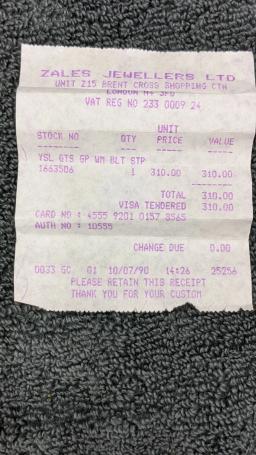 ZALES JEWELLERS LTD
UNIT Z15 BRENT CROSS SHOPPING CTN
LONDON
VAT REG NO 233 0009 24
UNIT
STOCK NO QTY PRICE VALUE
YSL GTS GP WM BLT STP
1663506 1 310.00 310.00
TOTAL 310.00
VISA TENDERED 310.00
CARD NO : 4555 9201 0157 3565
AUTH NO : 10555
CHANGE DUE 0.00
0033 SC 01 10/07/90 14:26 25256
PLEASE RETAIN THIS RECEIPT
THANK YOU FOR YOUR CUSTOM